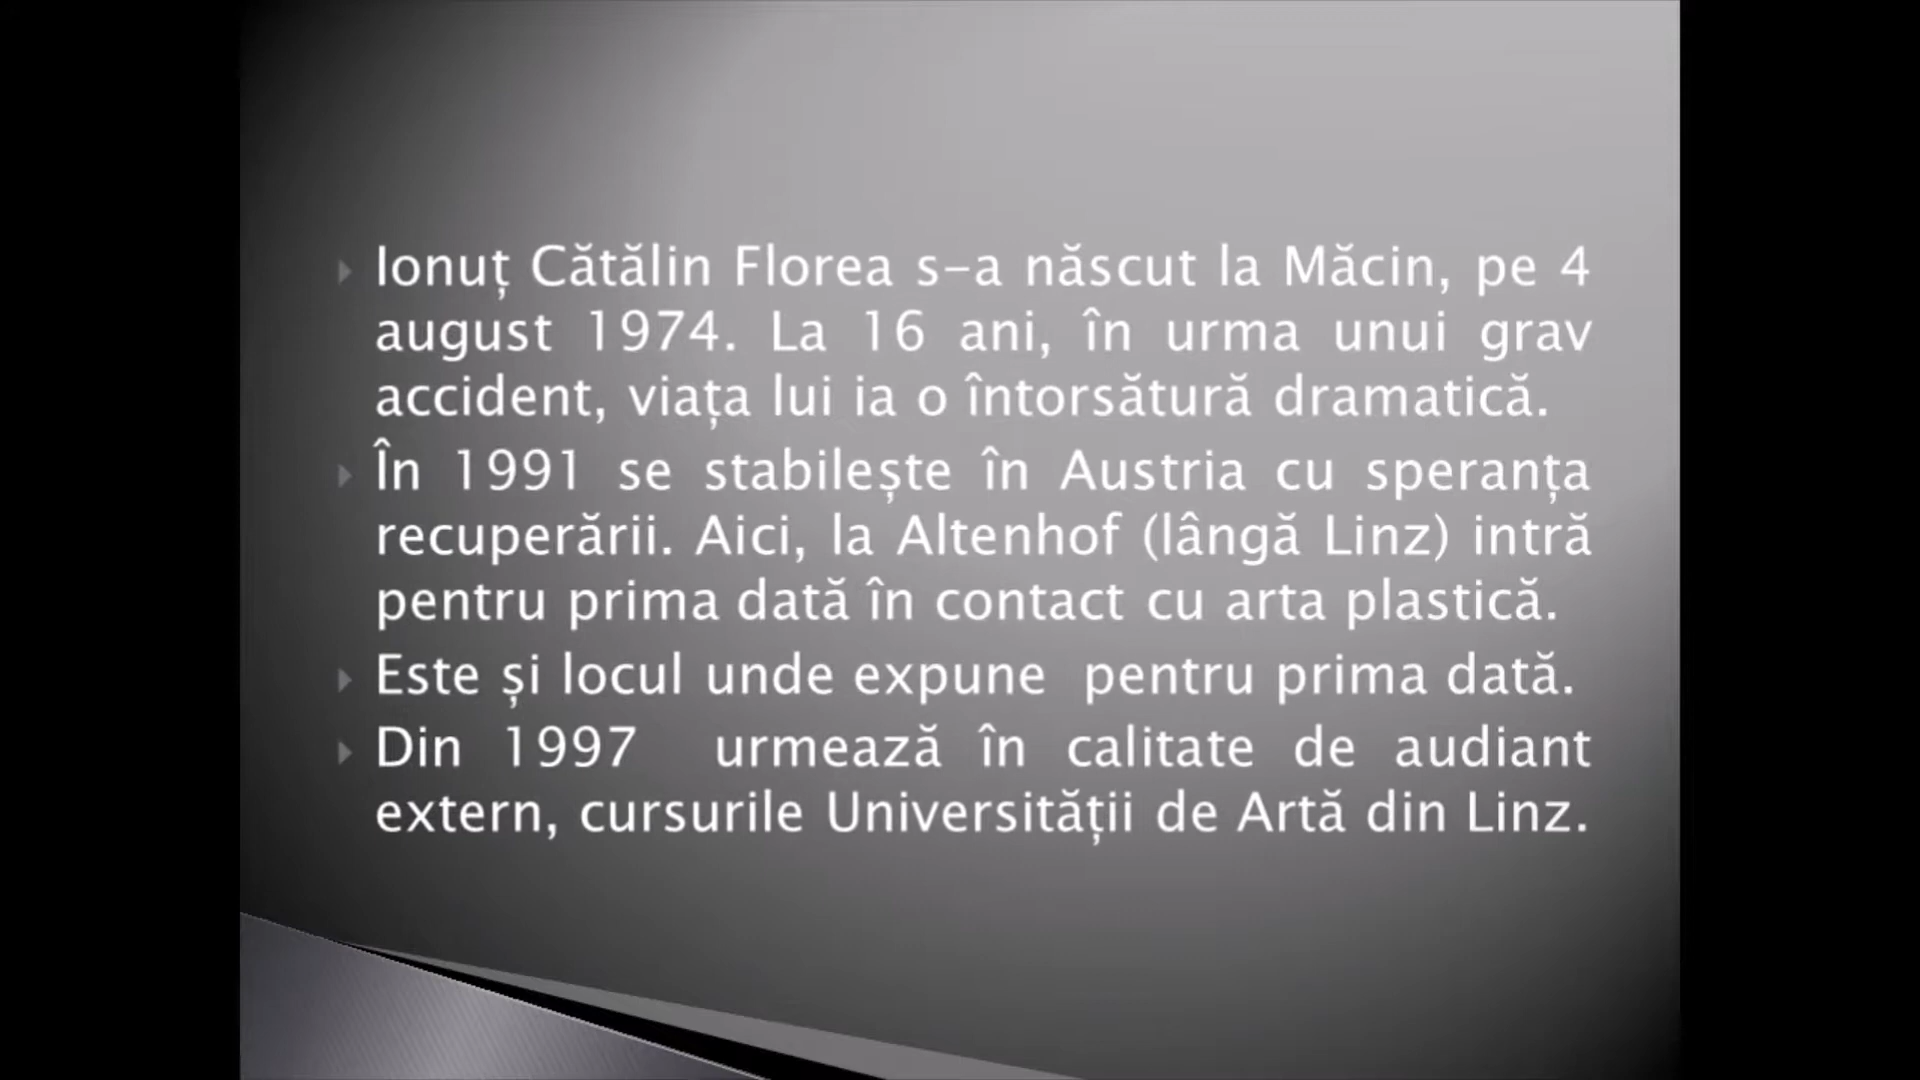 Ionuț Cătălin Florea s-a născut la Măcin, pe 4
august 1974. La 16 ani, în urma unui grav
accident, viața lui ia o întorsătură dramatică.
În 1991 se stabilește în Austria cu speranța
recuperării. Aici, la Altenhof (lângă Linz) intră
pentru prima dată în contact cu arta plastică.
Este și locul unde expune pentru prima dată.
Din 1997 urmează în calitate de audiant
extern, cursurile Universității de Artă din Linz.